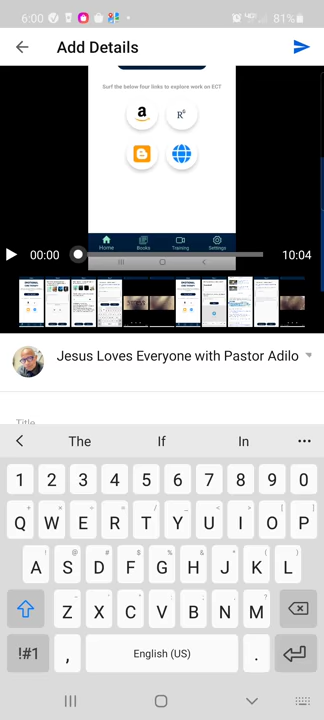 6:00 81%
Add Details
Surf the below four links to explore work on ECT
a R
Home Books Training Settings
00:00 10:04
Jesus Loves Everyone with Pastor Adilo
Title
The If In
1 2 3 4 5 6 7 8 9 0
Q W E R T Y U I O P
A S D F G H J K L
Z X C V B N M
!#1 , English (US) .